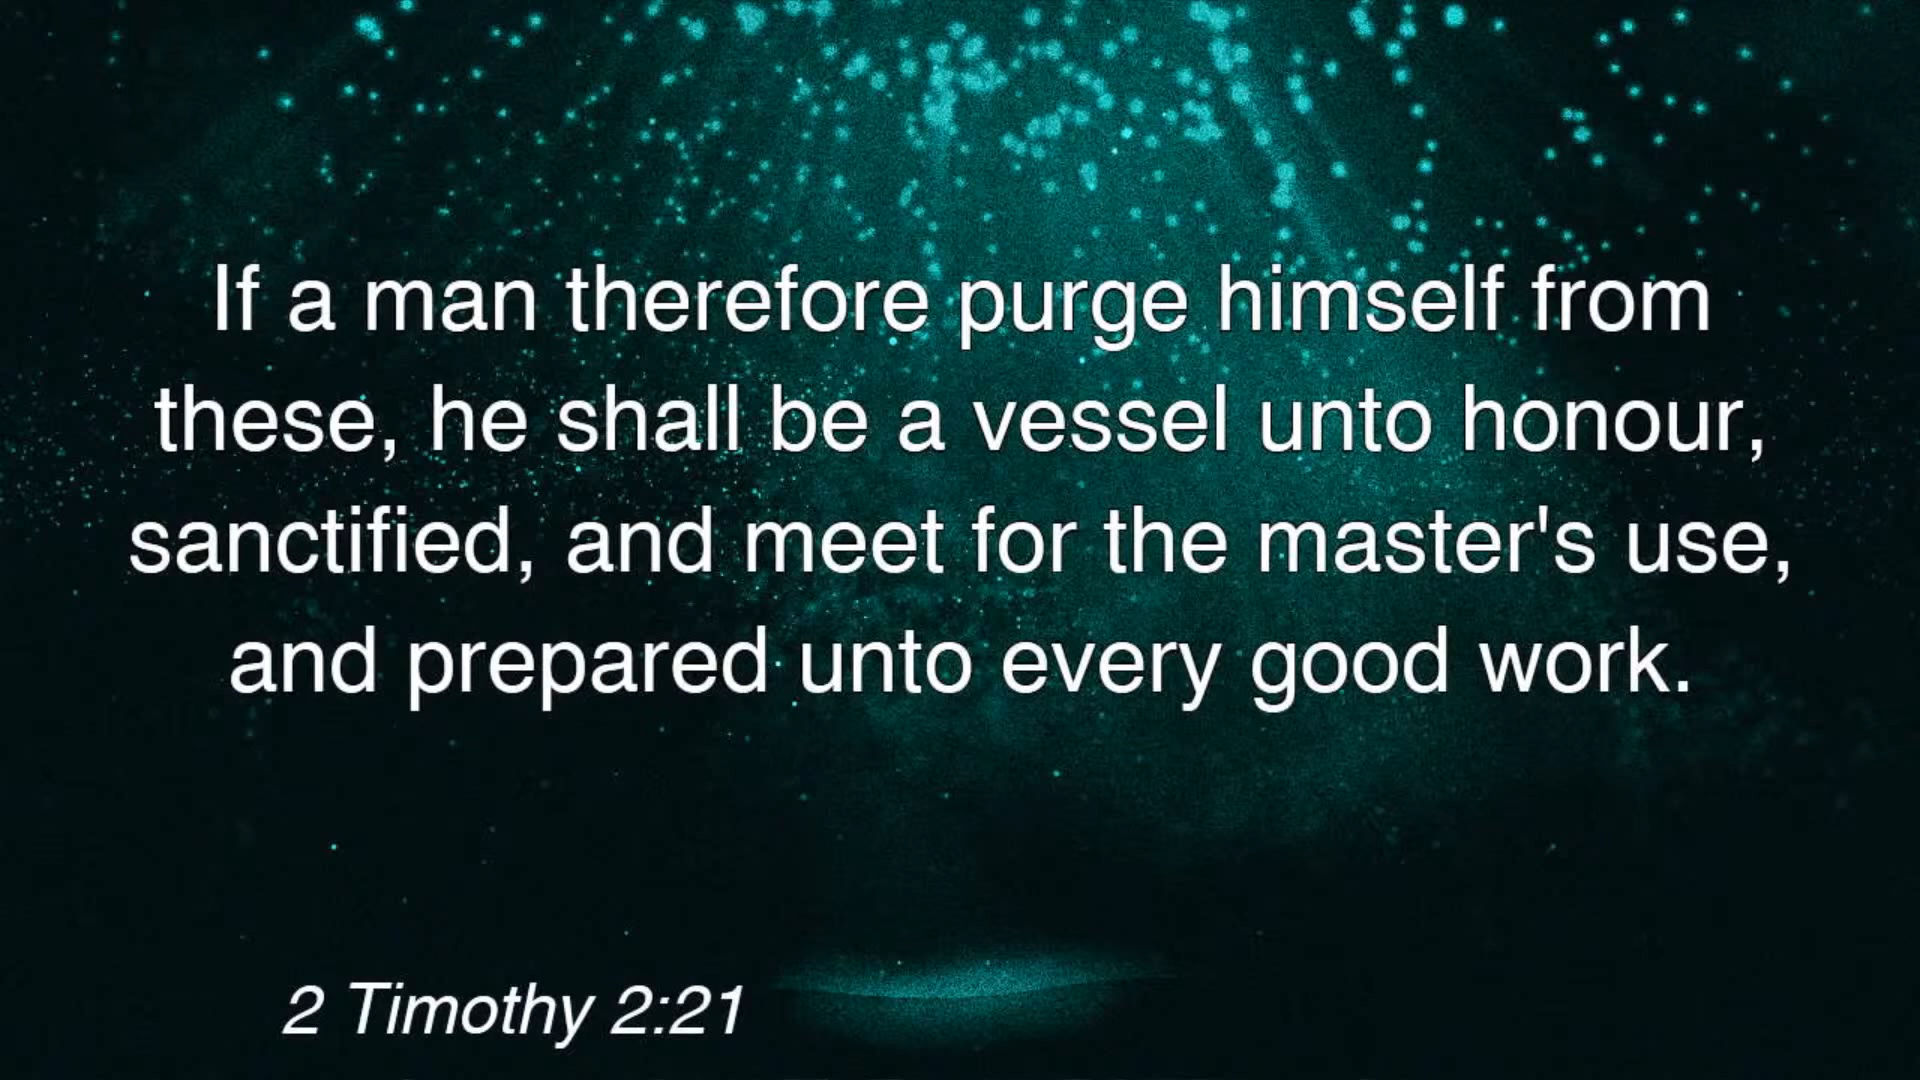 If a man therefore purge himself from
these, he shall be a vessel unto honour,
sanctified, and meet for the master's use,
and prepared unto every good work.
2 Timothy 2:21